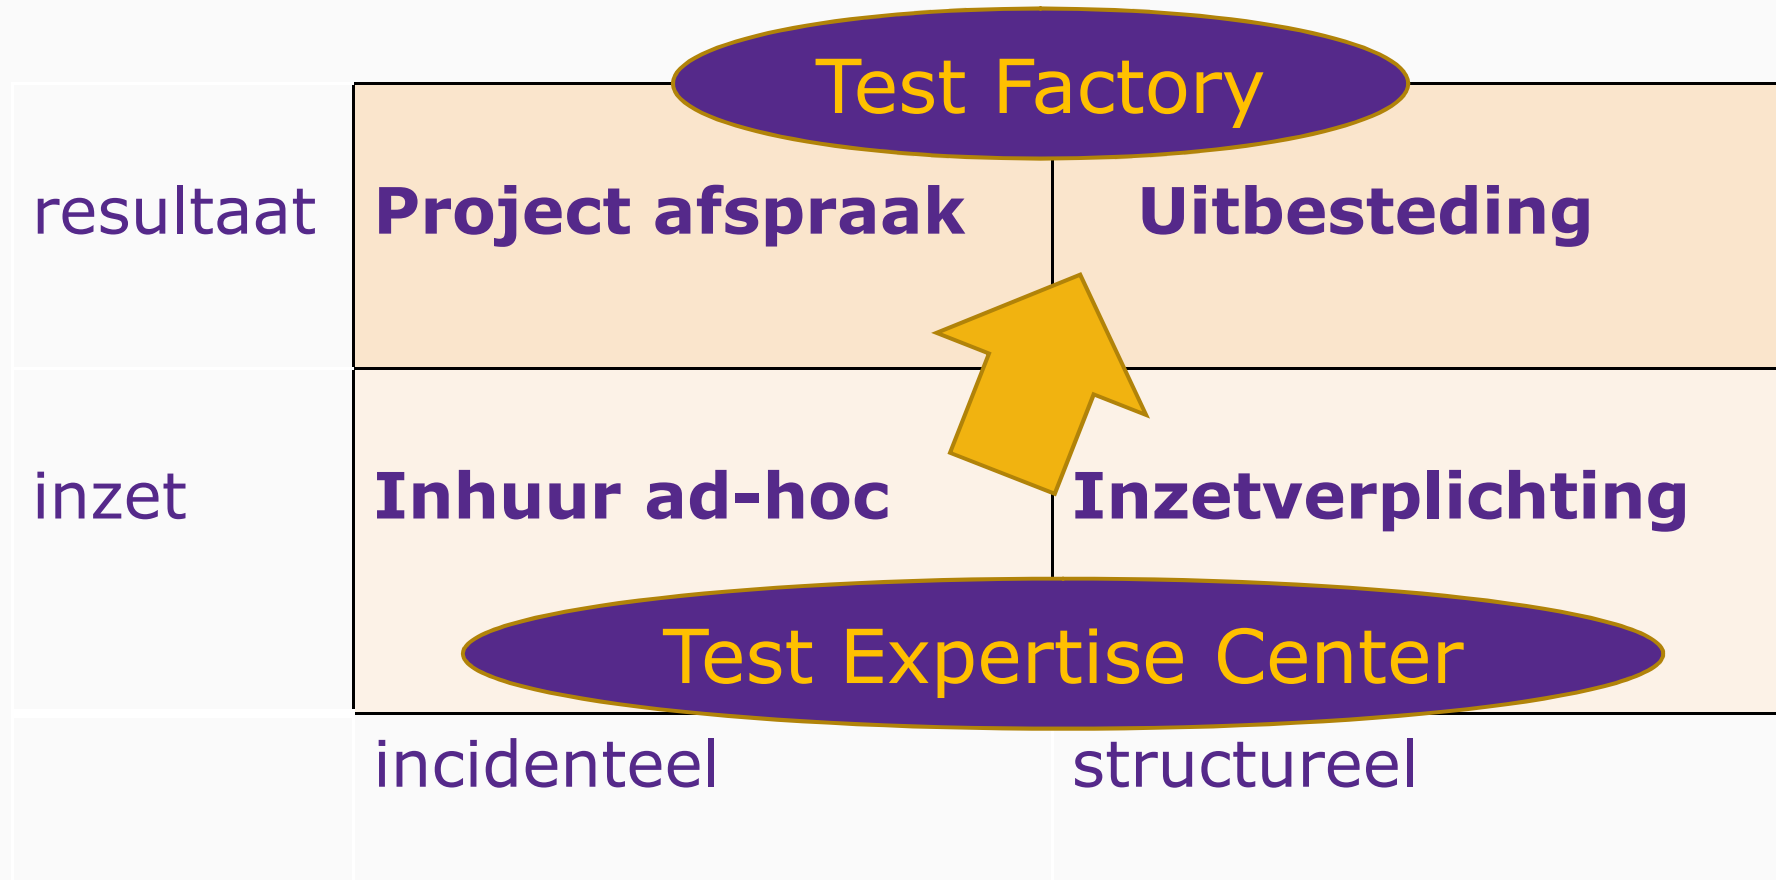 Test Factory
resultaat Project afspraak Uitbesteding
inzet Inhuur ad-hoc Inzetverplichting
Test Expertise Center
incidenteel structureel